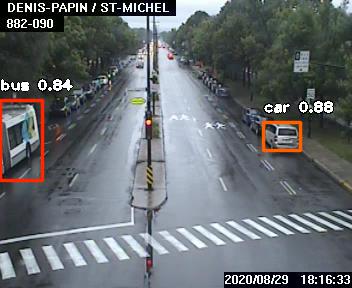 DENIS-PAPIN / ST-MICHEL
882-090
bus 0.84
car 0.88
2020/08/29 18:16:33